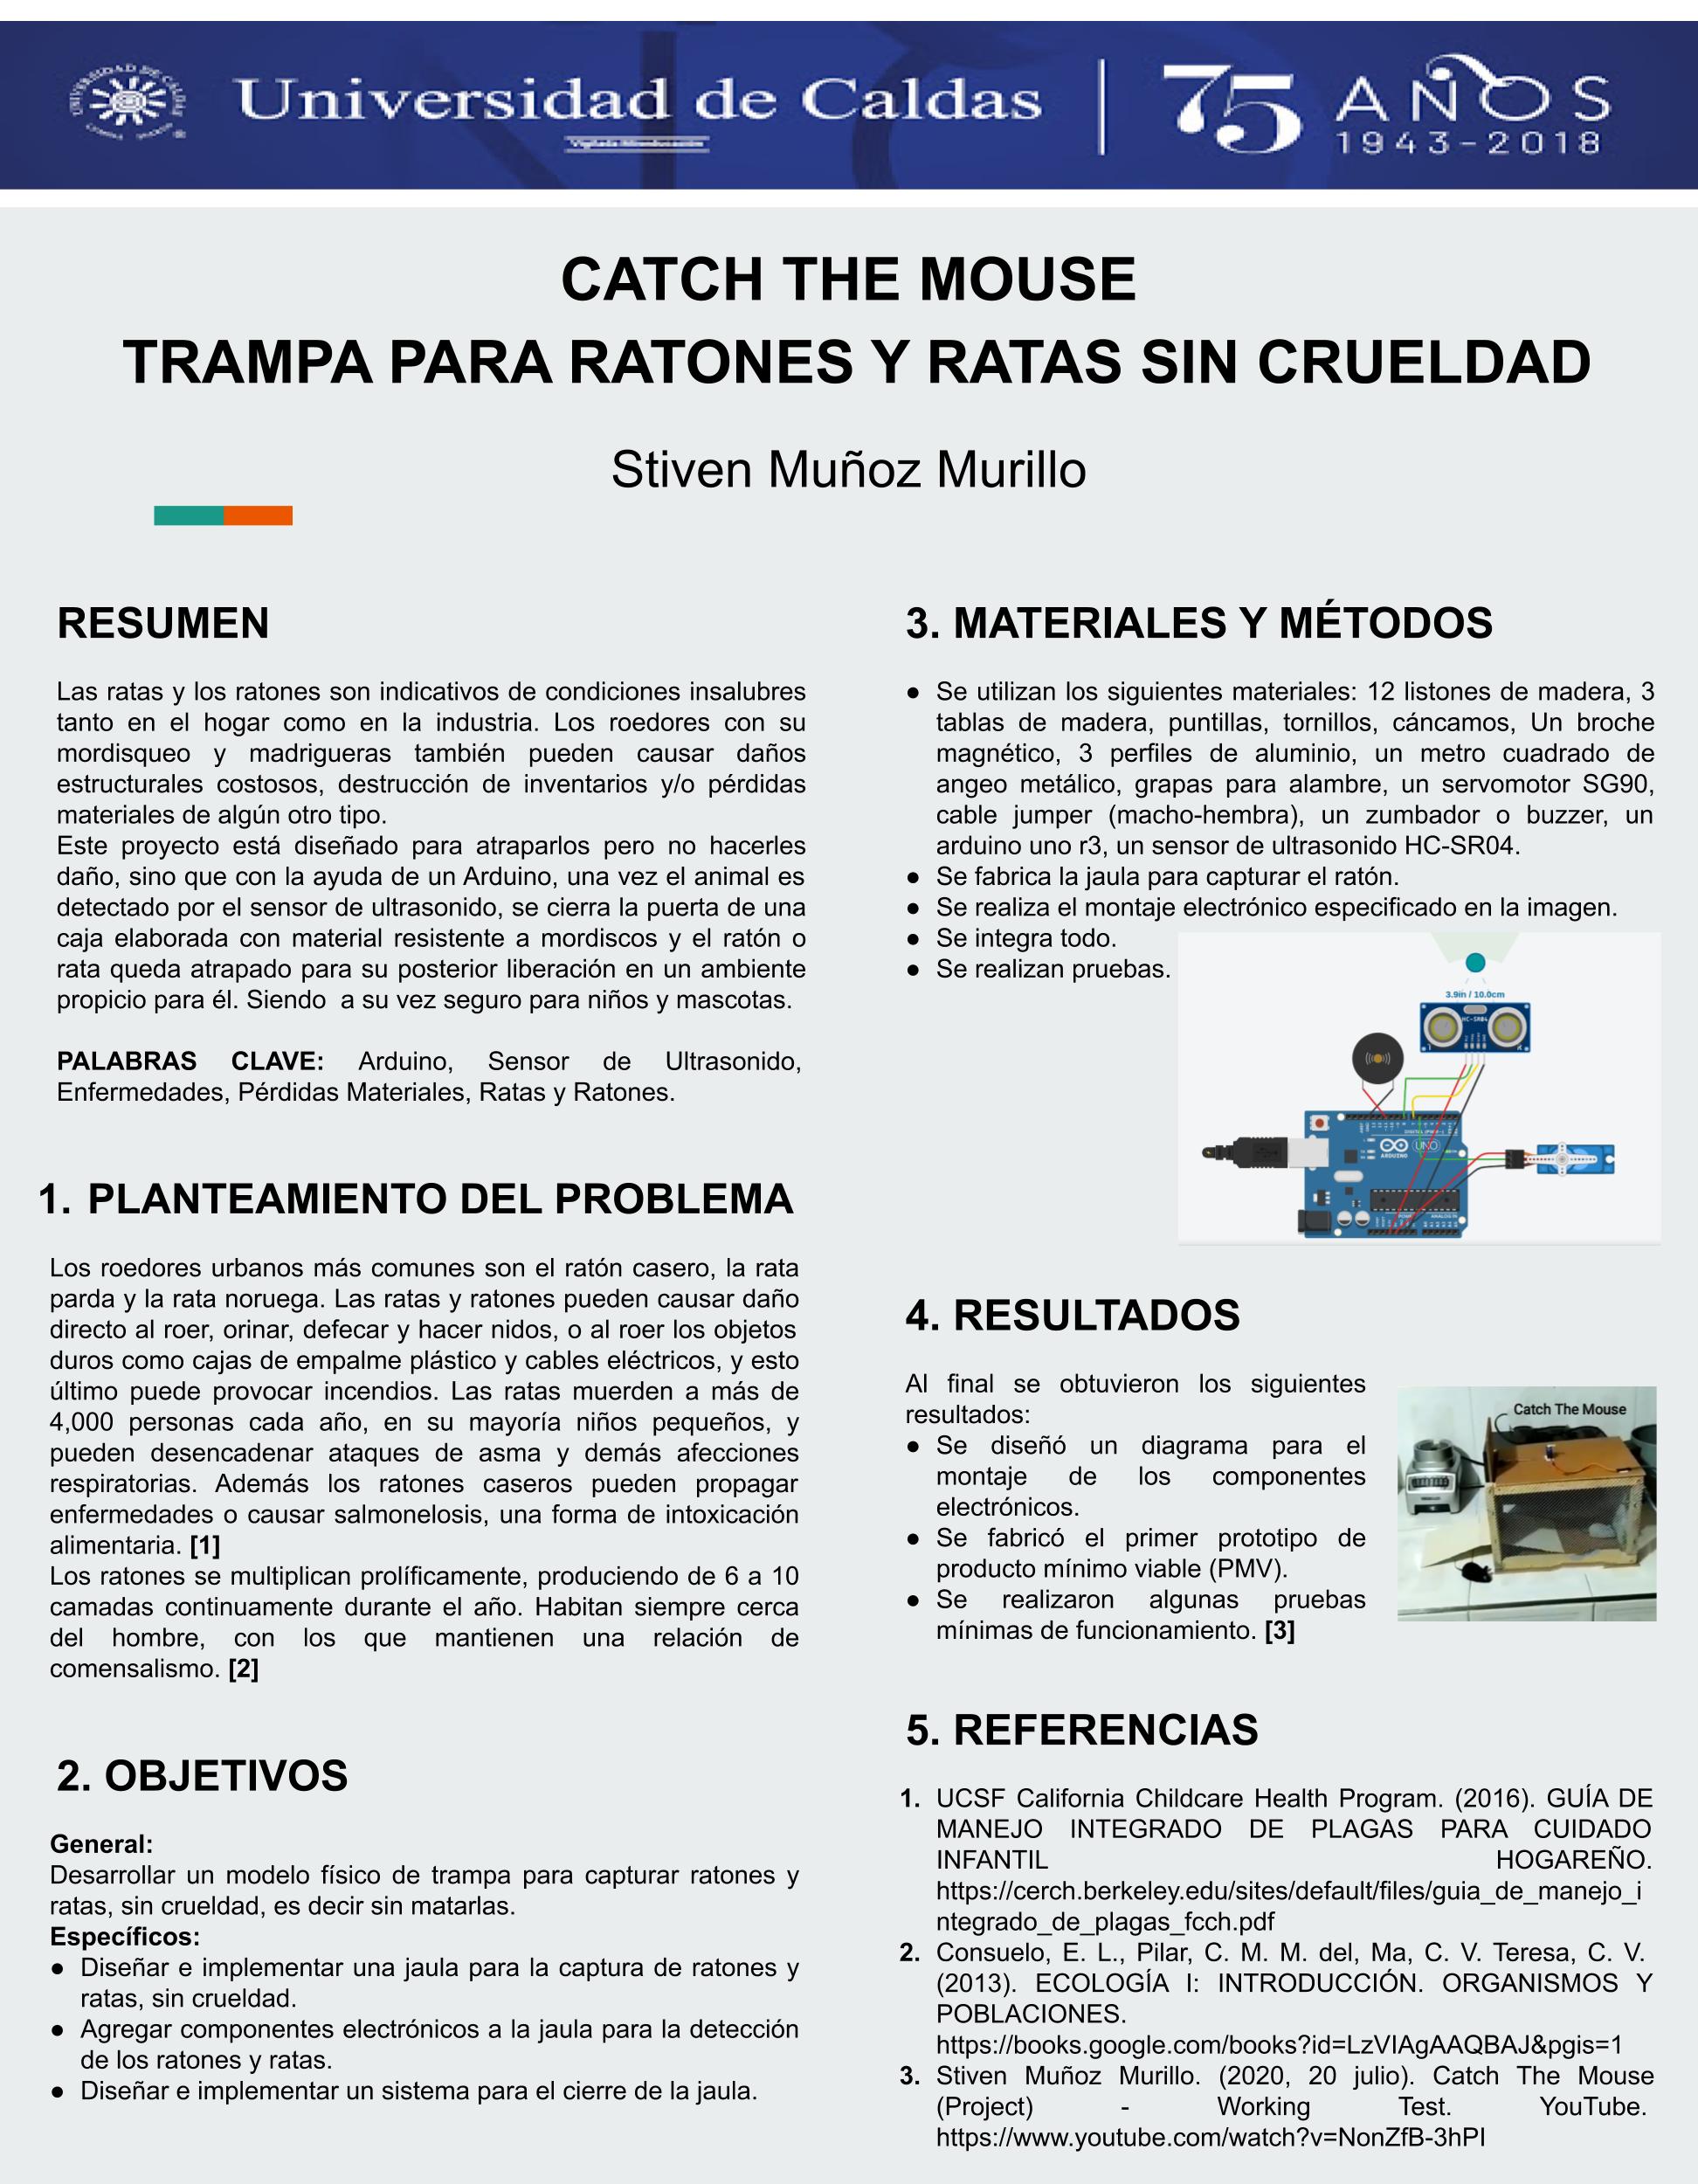 Universidad de Caldas
Vigilada Mineducación
75 AÑOS
1943-2018
CATCH THE MOUSE
TRAMPA PARA RATONES Y RATAS SIN CRUELDAD
Stiven Muñoz Murillo
RESUMEN
Las ratas y los ratones son indicativos de condiciones insalubres
tanto en el hogar como en la industria. Los roedores con su
mordisqueo y madrigueras también pueden causar daños
estructurales costosos, destrucción de inventarios y/o pérdidas
materiales de algún otro tipo.
Este proyecto está diseñado para atraparlos pero no hacerles
daño, sino que con la ayuda de un Arduino, una vez el animal es
detectado por el sensor de ultrasonido, se cierra la puerta de una
caja elaborada con material resistente a mordiscos y el ratón o
rata queda atrapado para su posterior liberación en un ambiente
propicio para él. Siendo a su vez seguro para niños y mascotas.
PALABRAS CLAVE: Arduino, Sensor de Ultrasonido,
Enfermedades, Pérdidas Materiales, Ratas y Ratones.
1. PLANTEAMIENTO DEL PROBLEMA
Los roedores urbanos más comunes son el ratón casero, la rata
parda y la rata noruega. Las ratas y ratones pueden causar daño
directo al roer, orinar, defecar y hacer nidos, o al roer los objetos
duros como cajas de empalme plástico y cables eléctricos, y esto
último puede provocar incendios. Las ratas muerden a más de
4,000 personas cada año, en su mayoría niños pequeños, y
pueden desencadenar ataques de asma y demás afecciones
respiratorias. Además los ratones caseros pueden propagar
enfermedades o causar salmonelosis, una forma de intoxicación
alimentaria. [1]
Los ratones se multiplican prolíficamente, produciendo de 6 a 10
camadas continuamente durante el año. Habitan siempre cerca
del hombre, con los que mantienen una relación de
comensalismo. [2]
2. OBJETIVOS
General:
Desarrollar un modelo físico de trampa para capturar ratones y
ratas, sin crueldad, es decir sin matarlas.
Específicos:
● Diseñar e implementar una jaula para la captura de ratones y
ratas, sin crueldad.
● Agregar componentes electrónicos a la jaula para la detección
de los ratones y ratas.
● Diseñar e implementar un sistema para el cierre de la jaula.
3. MATERIALES Y MÉTODOS
● Se utilizan los siguientes materiales: 12 listones de madera, 3
tablas de madera, puntillas, tornillos, cáncamos, Un broche
magnético, 3 perfiles de aluminio, un metro cuadrado de
angeo metálico, grapas para alambre, un servomotor SG90,
cable jumper (macho-hembra), un zumbador o buzzer, un
arduino uno r3, un sensor de ultrasonido HC-SR04.
● Se fabrica la jaula para capturar el ratón.
● Se realiza el montaje electrónico especificado en la imagen.
● Se integra todo.
● Se realizan pruebas.
3.9in / 10.0cm
HC-SR04
UNO
ARDUINO
4. RESULTADOS
Al final se obtuvieron los siguientes
resultados:
● Se diseñó un diagrama para el
montaje de los componentes
electrónicos.
● Se fabricó el primer prototipo de
producto mínimo viable (PMV).
● Se realizaron algunas pruebas
mínimas de funcionamiento. [3]
Catch The Mouse
5. REFERENCIAS
1. UCSF California Childcare Health Program. (2016). GUÍA DE
MANEJO INTEGRADO DE PLAGAS PARA CUIDADO
INFANTIL HOGAREÑO.
https://cerch.berkeley.edu/sites/default/files/guia_de_manejo_i
ntegrado_de_plagas_fcch.pdf
2. Consuelo, E. L., Pilar, C. M. M. del, Ma, C. V. Teresa, C. V.
(2013). ECOLOGÍA I: INTRODUCCIÓN. ORGANISMOS Y
POBLACIONES.
https://books.google.com/books?id=LzVIAgAAQBAJ&pgis=1
3. Stiven Muñoz Murillo. (2020, 20 julio). Catch The Mouse
(Project) - Working Test. YouTube.
https://www.youtube.com/watch?v=NonZfB-3hPI